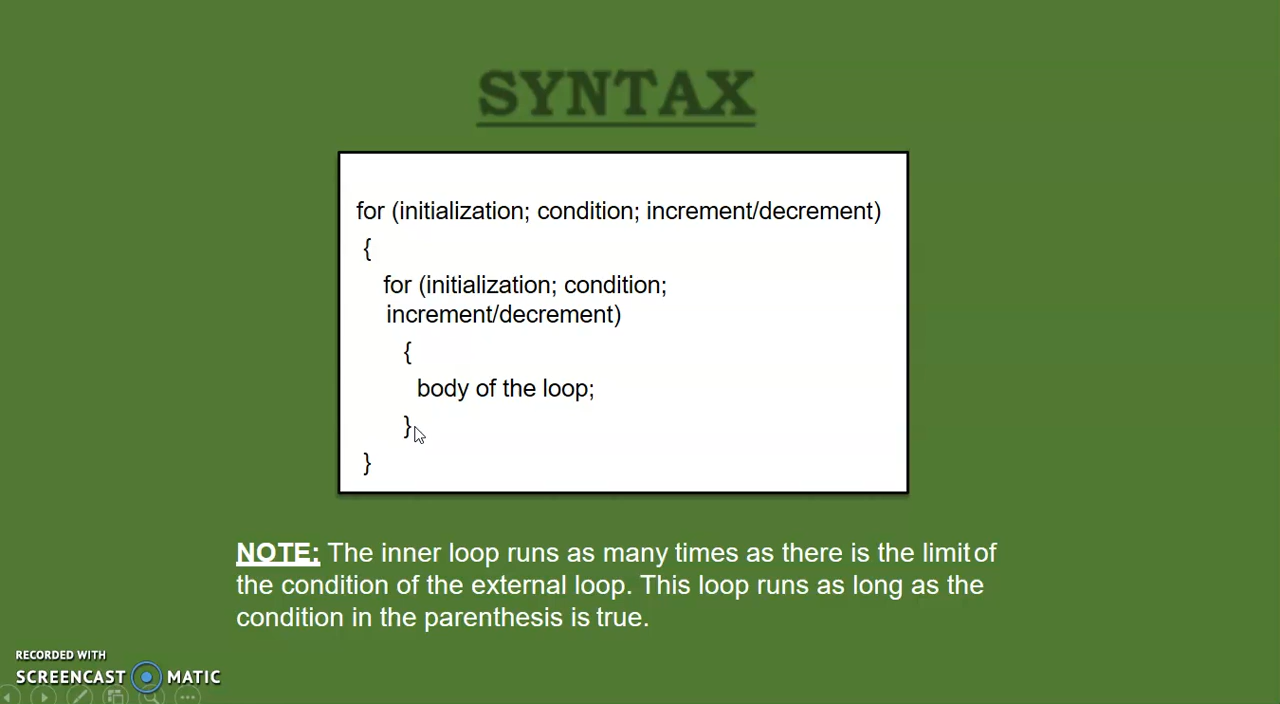 SYNTAX
for (initialization; condition; increment/decrement)
{
for (initialization; condition;
increment/decrement)
{
body of the loop;
}
}
NOTE: The inner loop runs as many times as there is the limit of
the condition of the external loop. This loop runs as long as the
condition in the parenthesis is true.
RECORDED WITH
SCREENCAST MATIC